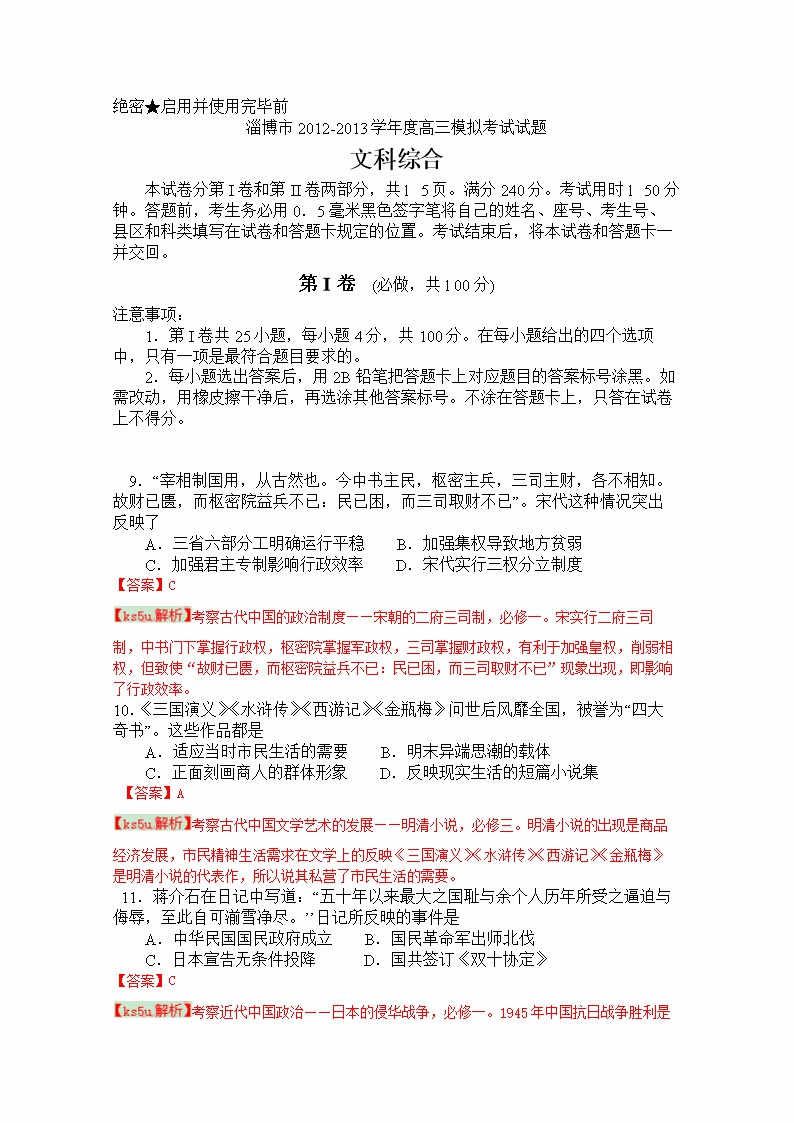 绝密★启用并使用完毕前
淄博市 2012-2013 学年度高三模拟考试试题
文科综合
本试卷分第 I 卷和第 II 卷两部分，共 1 5 页。满分 240 分。考试用时 1 50 分
钟。答题前，考生务必用 0．5 毫米黑色签字笔将自己的姓名、座号、考生号、
县区和科类填写在试卷和答题卡规定的位置。考试结束后，将本试卷和答题卡一
并交回。
第 I 卷 (必做，共 l 00 分)
注意事项：
1．第 I 卷共 25 小题，每小题 4 分，共 100 分。在每小题给出的四个选项
中，只有一项是最符合题目要求的。
2．每小题选出答案后，用 2B 铅笔把答题卡上对应题目的答案标号涂黑。如
需改动，用橡皮擦干净后，再选涂其他答案标号。不涂在答题卡上，只答在试卷
上不得分。
9．“宰相制国用，从古然也。今中书主民，枢密主兵，三司主财，各不相知。
故财已匮，而枢密院益兵不已：民已困，而三司取财不已”。宋代这种情况突出
反映了
A．三省六部分工明确运行平稳 B．加强集权导致地方贫弱
C．加强君主专制影响行政效率 D．宋代实行三权分立制度
【答案】C
【ks5u解析】考察古代中国的政治制度——宋朝的二府三司制，必修一。宋实行二府三司
制，中书门下掌握行政权，枢密院掌握军政权，三司掌握财政权，有利于加强皇权，削弱相
权，但致使“故财已匮，而枢密院益兵不已：民已困，而三司取财不已”现象出现，即影响
了行政效率。
10．《三国演义》《水浒传》《西游记》《金瓶梅》问世后风靡全国，被誉为“四大
奇书”。这些作品都是
A．适应当时市民生活的需要 B．明末异端思潮的载体
C．正面刻画商人的群体形象 D．反映现实生活的短篇小说集
【答案】A
【ks5u解析】考察古代中国文学艺术的发展——明清小说，必修三。明清小说的出现是商品
经济发展，市民精神生活需求在文学上的反映《三国演义》《水浒传》《西游记》《金瓶梅》
是明清小说的代表作，所以说其私营了市民生活的需要。
11．蒋介石在日记中写道：“五十年以来最大之国耻与余个人历年所受之逼迫与
侮辱，至此自可湔雪净尽。’’日记所反映的事件是
A．中华民国国民政府成立 B．国民革命军出师北伐
C．日本宣告无条件投降 D．国共签订《双十协定》
【答案】C
【ks5u解析】考察近代中国政治——日本的侵华战争，必修一。1945 年中国抗日战争胜利是